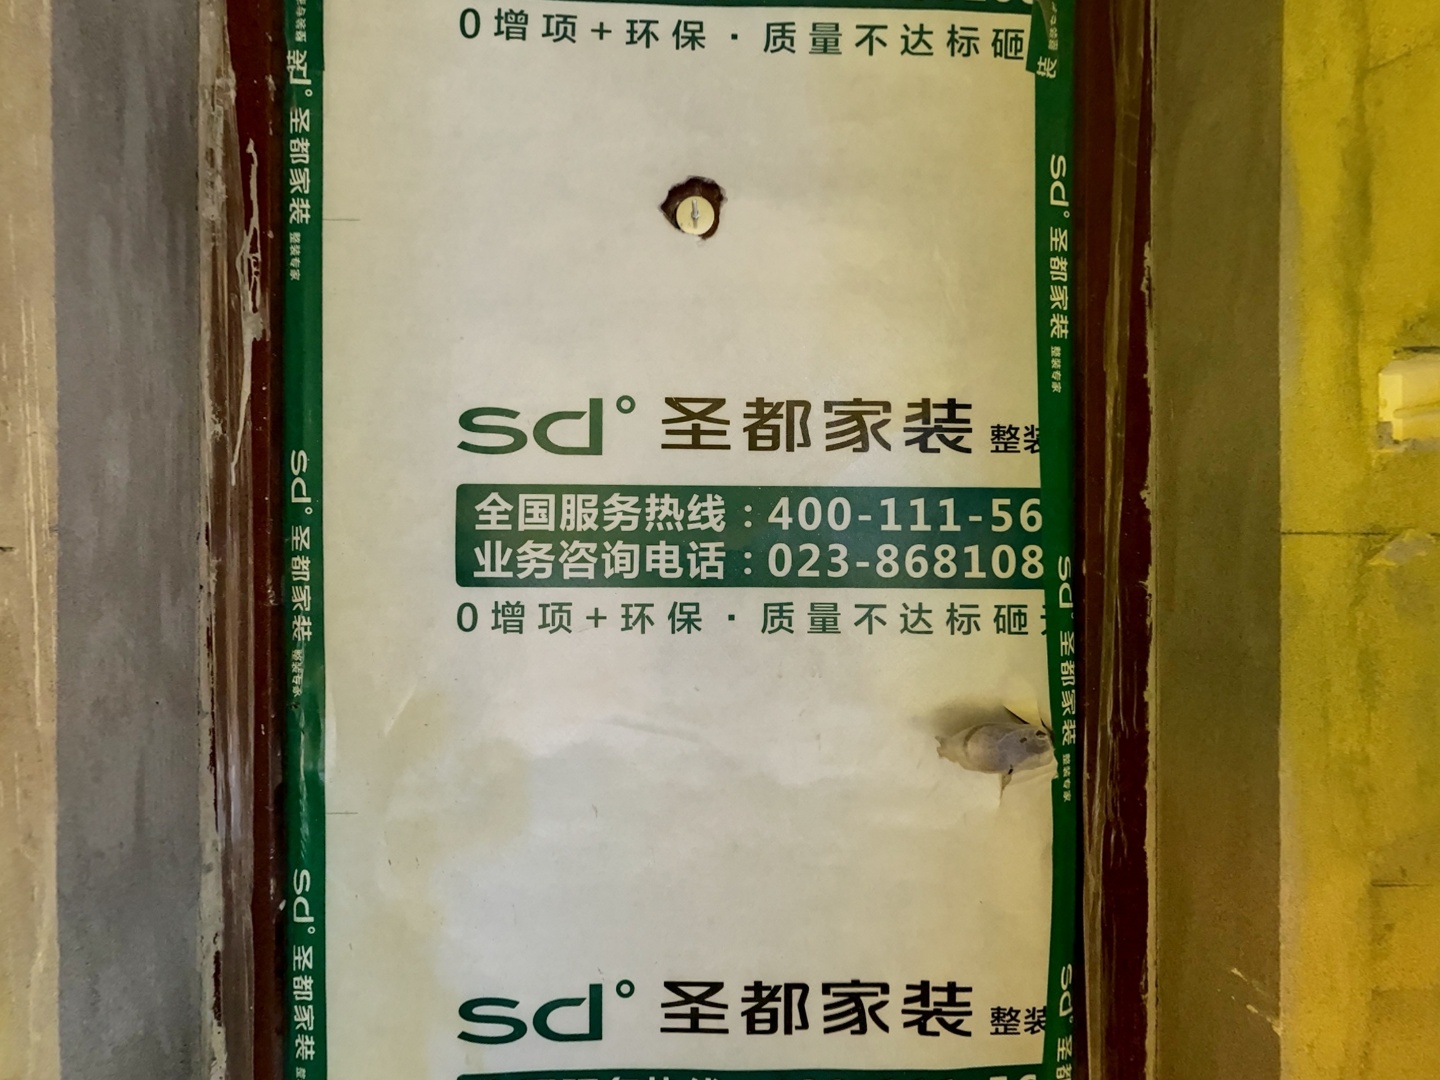 0增项+环保·质量不达标砸
sd° 圣都家装 整装
全国服务热线：400-111-56
业务咨询电话：023-868108
0增项+环保·质量不达标砸
sd° 圣都家装 整装
圣都家装 整装专家
sd° 圣都家装 整装专家
sd° 圣都家装
sd° 圣都家装 整装专家
sd° 圣都家装 整装专家
sd° 圣都